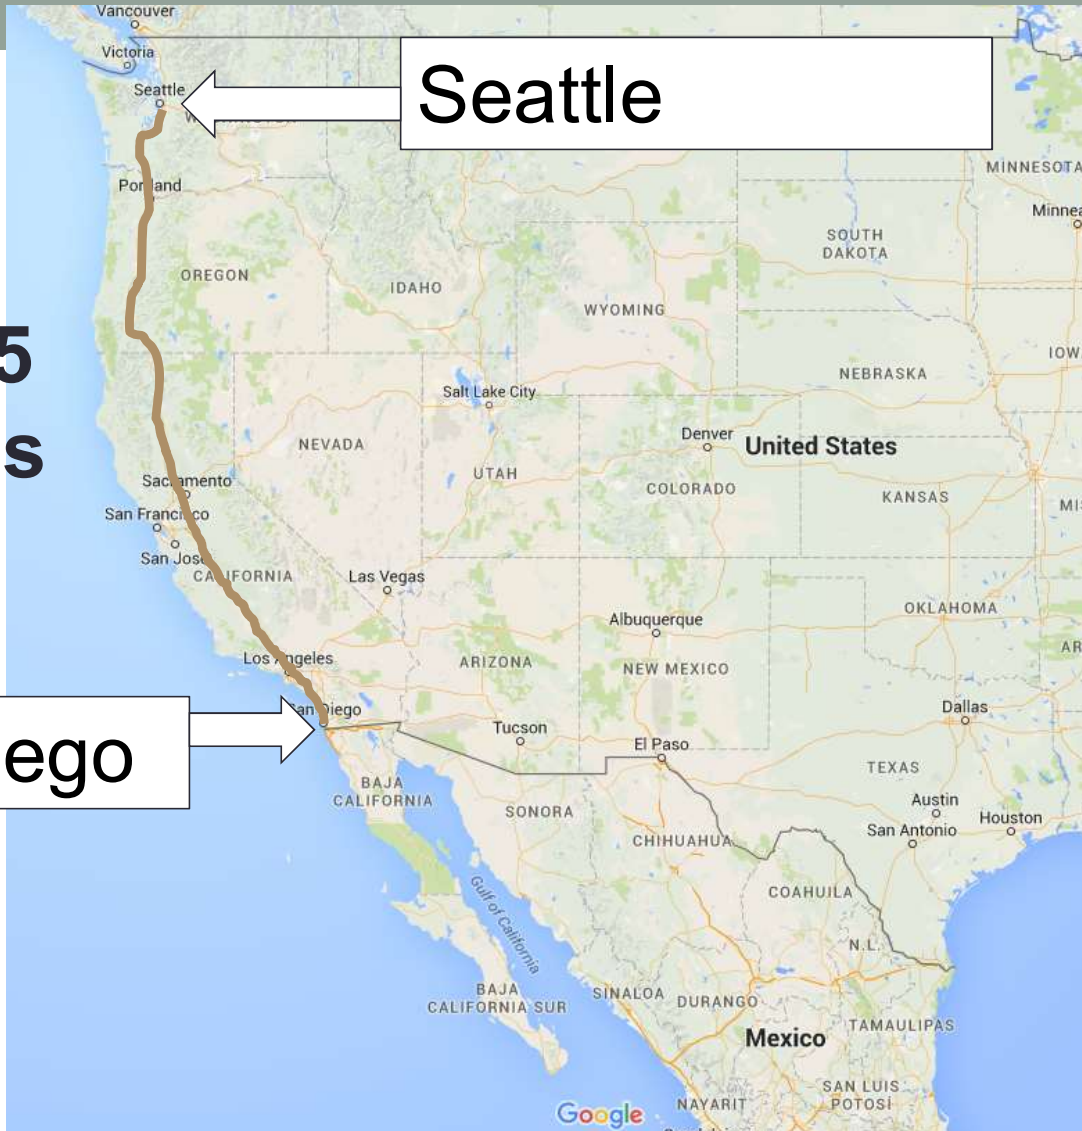 Vancouver
Victoria
Seattle
Seattle
MINNESOTA
Portland
Minnea
SOUTH
DAKOTA
OREGON
IDAHO
WYOMING
5
IOW
NEBRASKA
Salt Lake City
s
NEVADA
Denver
United States
UTAH
Sacramento
COLORADO
KANSAS
San Francisco
MIS
San Jose
CALIFORNIA
Las Vegas
OKLAHOMA
Albuquerque
AR
Los Angeles
ARIZONA
NEW MEXICO
San Diego
Dallas
ego
Tucson
El Paso
TEXAS
BAJA
CALIFORNIA
SONORA
Austin
Houston
San Antonio
CHIHUAHUA
COAHUILA
Gulf of California
N.L.
BAJA
CALIFORNIA SUR
SINALOA
DURANGO
TAMAULIPAS
Mexico
SAN LUIS
POTOSÍ
NAYARIT
Google